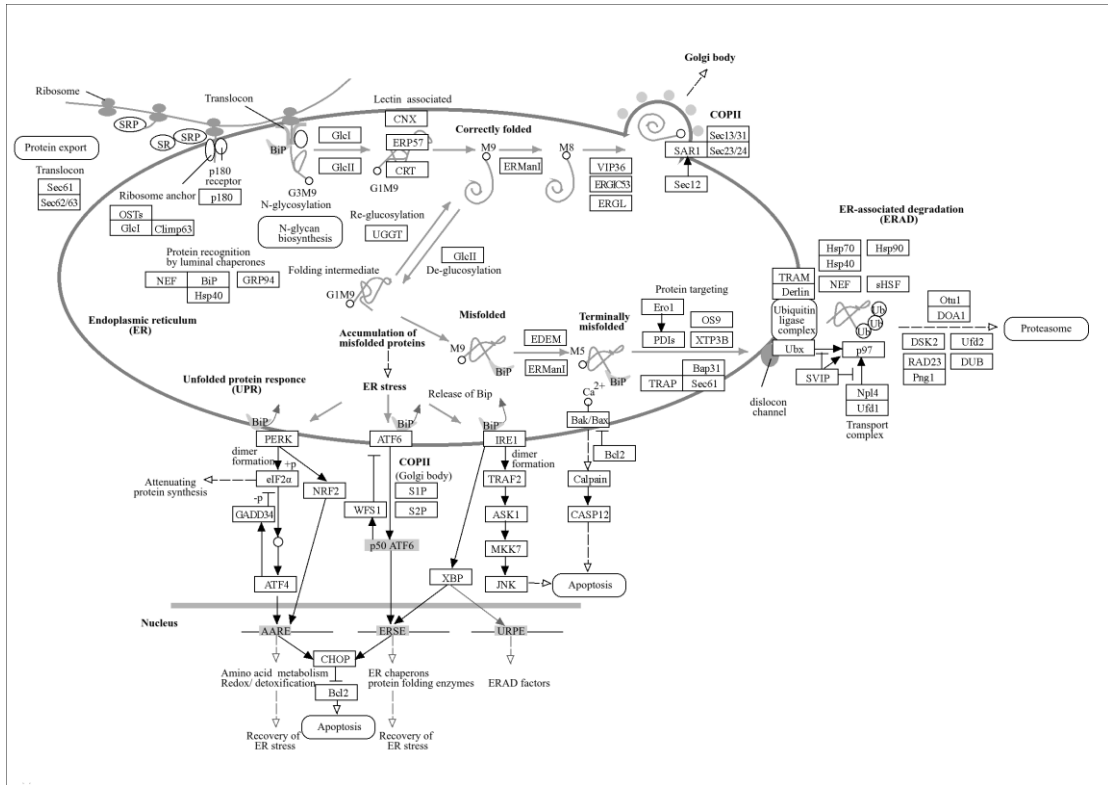 Golgi body
Ribosome
Translocon
Lectin associated
CNX
COPII
SRP
SR
SRP
GlcI
ERP57
Correctly folded
Sec13/31
Protein export
BiP
GlcII
CRT
M9
M8
SAR1
Sec23/24
ERManI
VIP36
Translocon
p180
receptor
G3M9
G1M9
ERGIC53
Sec12
Sec61
Ribosome anchor
p180
N-glycosylation
ERGL
Sec62/63
OSTs
N-glycan
biosynthesis
Re-glucosylation
ER-associated degradation
(ERAD)
GlcI
Climp63
UGGT
Hsp70
Hsp90
Protein recognition
by luminal chaperones
GlcII
De-glucosylation
Hsp40
NEF
BiP
GRP94
Folding intermediate
TRAM
NEF
sHSF
Hsp40
G1M9
Protein targeting
Derlin
Ero1
Ubiquitin
ligase complex
Ub
Ub
Ub
Otu1
DOA1
Endoplasmic reticulum
(ER)
Misfolded
Terminally
misfolded
OS9
Proteasome
Accumulation of
misfolded proteins
EDEM
PDIs
XTP3B
Ubx
p97
DSK2
Ufd2
M9
M5
ERManI
Bap31
SVIP
RAD23
DUB
BiP
BiP
TRAP
Sec61
Png1
Unfolded protein responce
(UPR)
ER stress
Release of Bip
Ca2+
dislocon
channel
Npl4
Ufd1
Transport
complex
BiP
BiP
BiP
Bak/Bax
PERK
ATF6
IRE1
Bcl2
dimer
formation
+p
COPII
(Golgi body)
dimer
formation
Attenuating
protein synthesis
eIF2α
NRF2
S1P
TRAF2
Calpain
-p
GADD34
WFS1
S2P
ASK1
CASP12
p50 ATF6
MKK7
ATF4
XBP
JNK
Apoptosis
Nucleus
AARE
ERSE
URPE
CHOP
Amino acid metabolism
Redox/ detoxification
ER chaperons
protein folding enzymes
ERAD factors
Bcl2
Apoptosis
Recovery of
ER stress
Recovery of
ER stress